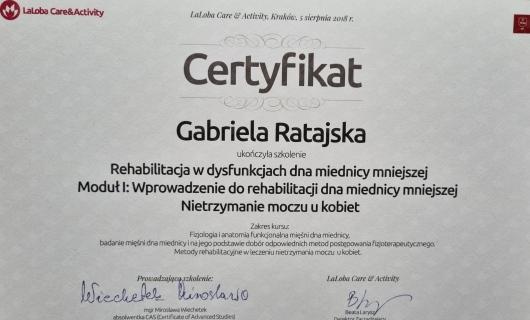 LaLoba Care&Activity
LaLoba Care & Activity, Kraków, 5 sierpnia 2018 r.
Certyfikat
Gabriela Ratajska
ukończyła szkolenie
Rehabilitacja w dysfunkcjach dna miednicy mniejszej
Moduł I: Wprowadzenie do rehabilitacji dna miednicy mniejszej
Nietrzymanie moczu u kobiet
Zakres kursu:
Fizjologia i anatomia funkcjonalna mięśni dna miednicy,
badanie mięśni dna miednicy i na jego podstawie dobór odpowiednich metod postępowania fizjoterapeutycznego.
Metody rehabilitacyjne w leczeniu nietrzymania moczu u kobiet.
Prowadzący szkolenie:
LaLoba Care & Activity
Wiechetek Mirosława
mgr Mirosława Wiechetek
absolwentka CAS (Certificate of Advanced Studies)
Beata Larysz